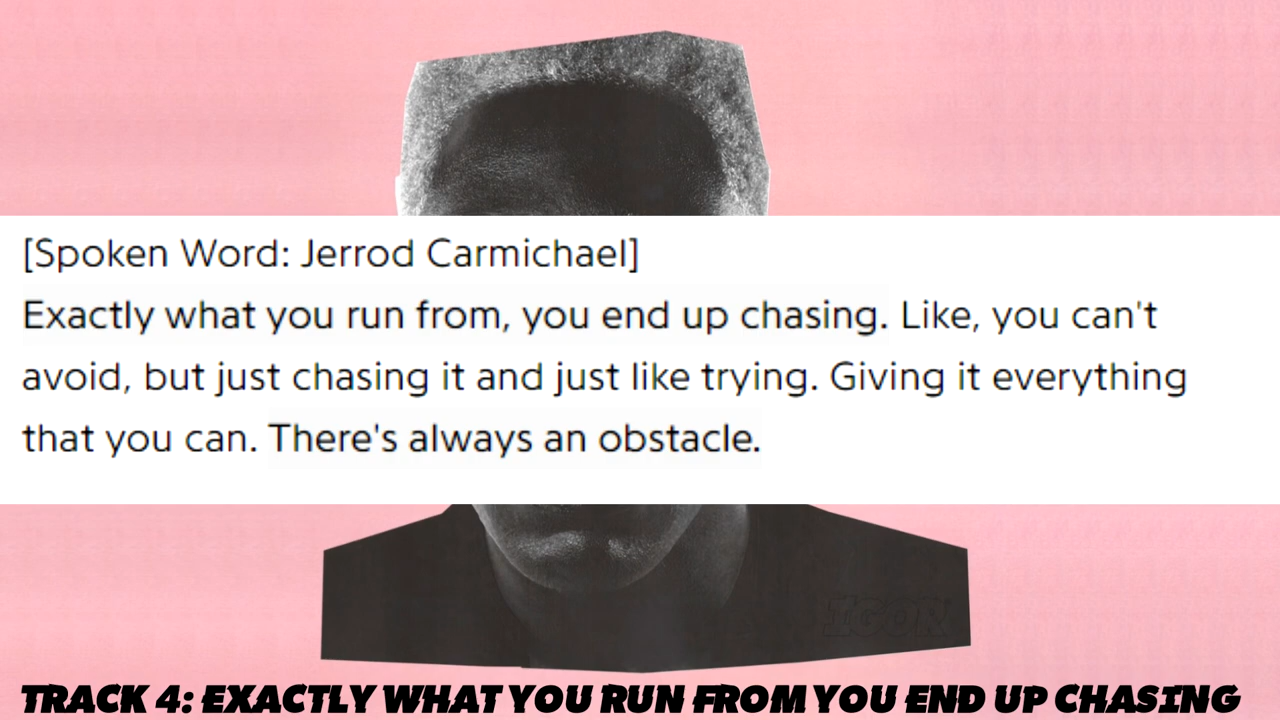 [Spoken Word: Jerrod Carmichael]
Exactly what you run from, you end up chasing. Like, you can't
avoid, but just chasing it and just like trying. Giving it everything
that you can. There's always an obstacle.
IGOR
TRACK 4: EXACTLY WHAT YOU RUN FROM YOU END UP CHASING